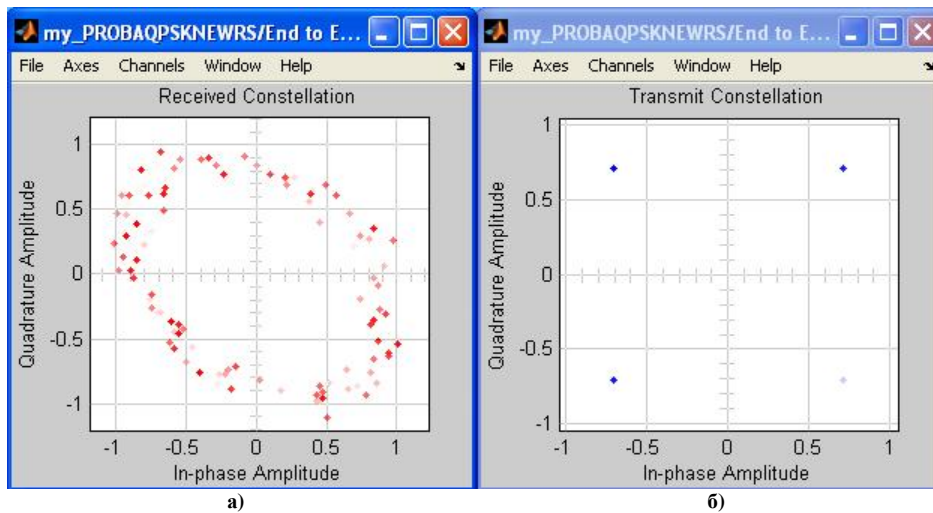 my_PROBAQPSKNEWRS/End to E...
File Axes Channels Window Help
Received Constellation
Quadrature Amplitude
1
0.5
0
-0.5
-1
-1 -0.5 0 0.5 1
In-phase Amplitude
а)
my_PROBAQPSKNEWRS/End to E...
File Axes Channels Window Help
Transmit Constellation
Quadrature Amplitude
1
0.5
0
-0.5
-1
-1 -0.5 0 0.5 1
In-phase Amplitude
б)